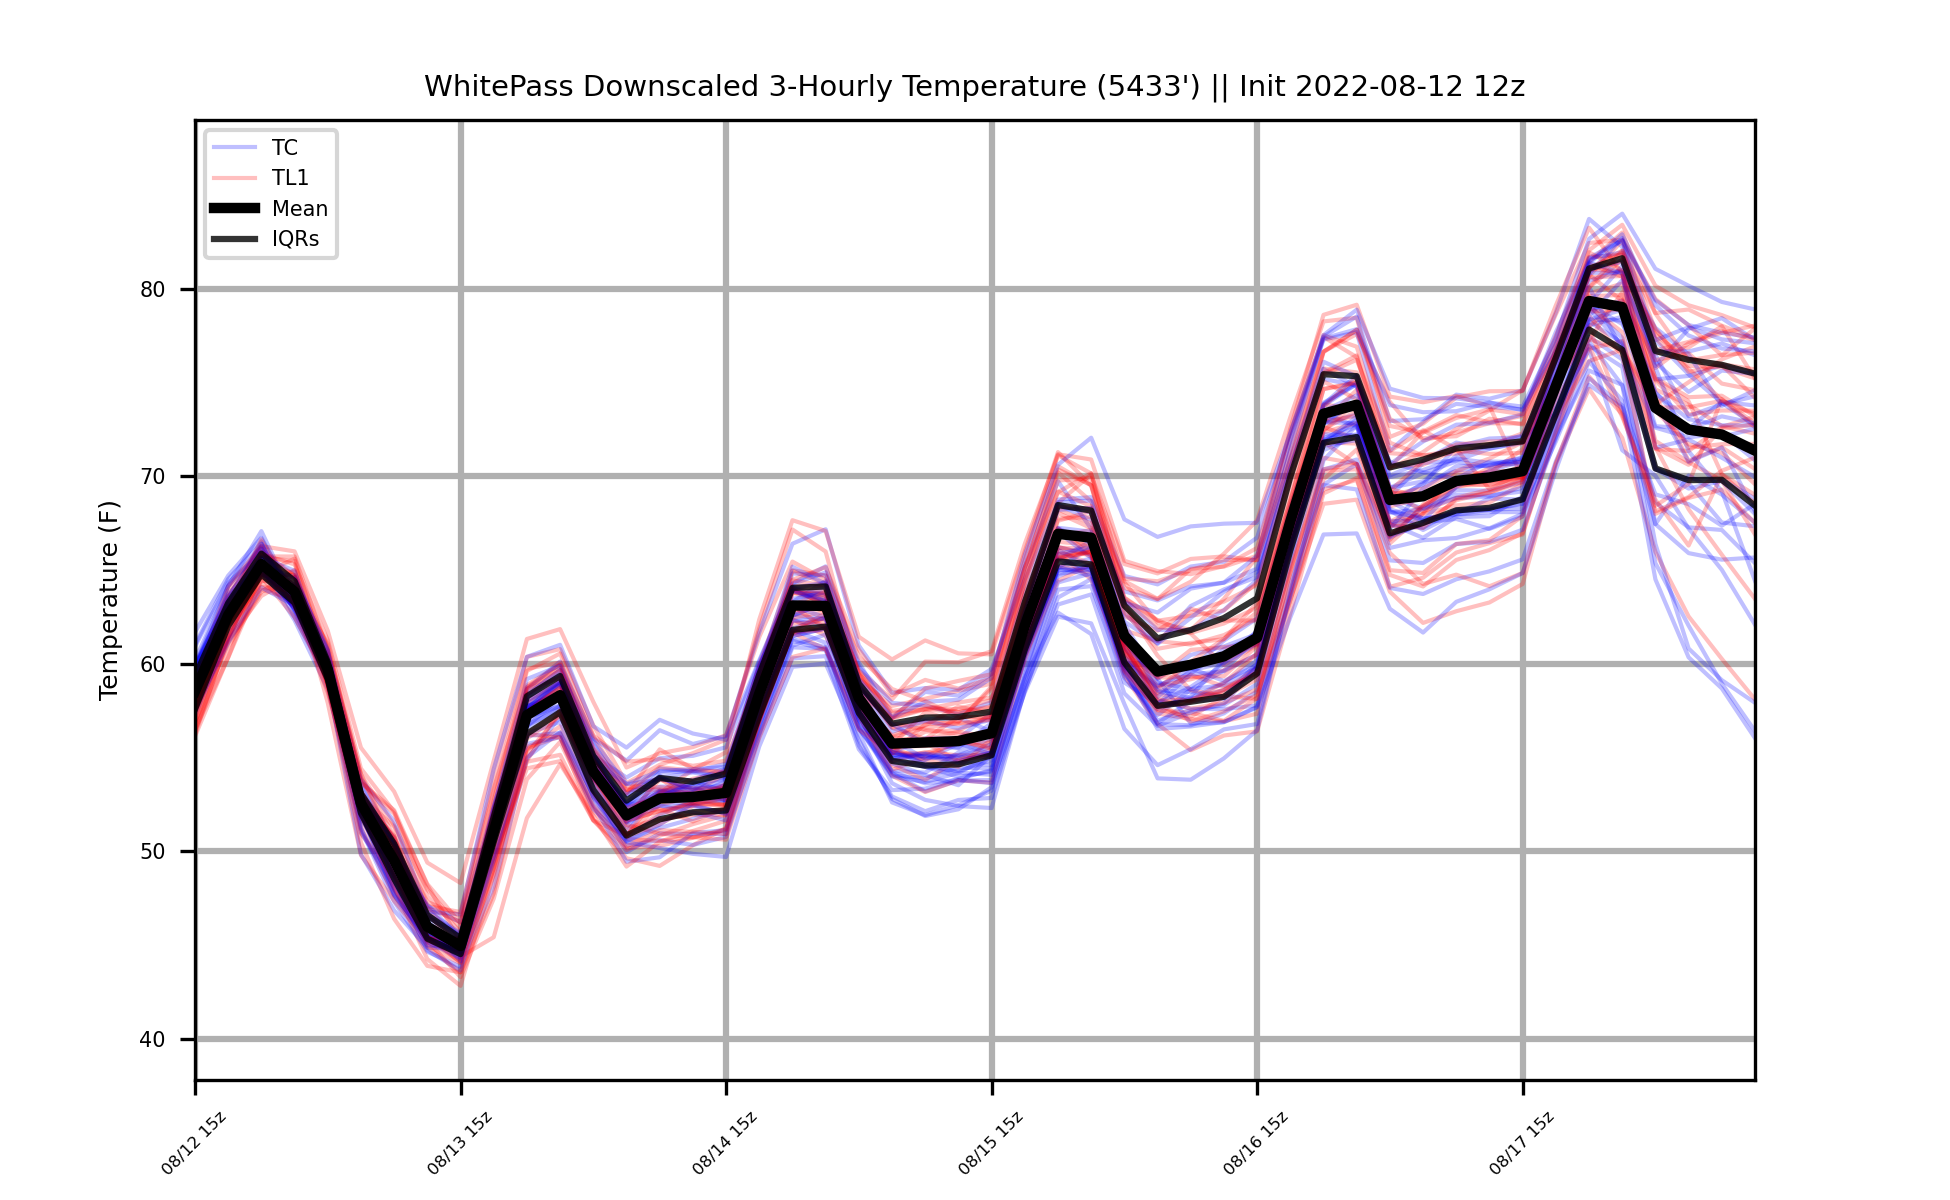 WhitePass Downscaled 3-Hourly Temperature (5433') || Init 2022-08-12 12z
TC
TL1
Mean
IQRs
Temperature (F)
80
70
60
50
40
08/12 15z
08/13 15z
08/14 15z
08/15 15z
08/16 15z
08/17 15z